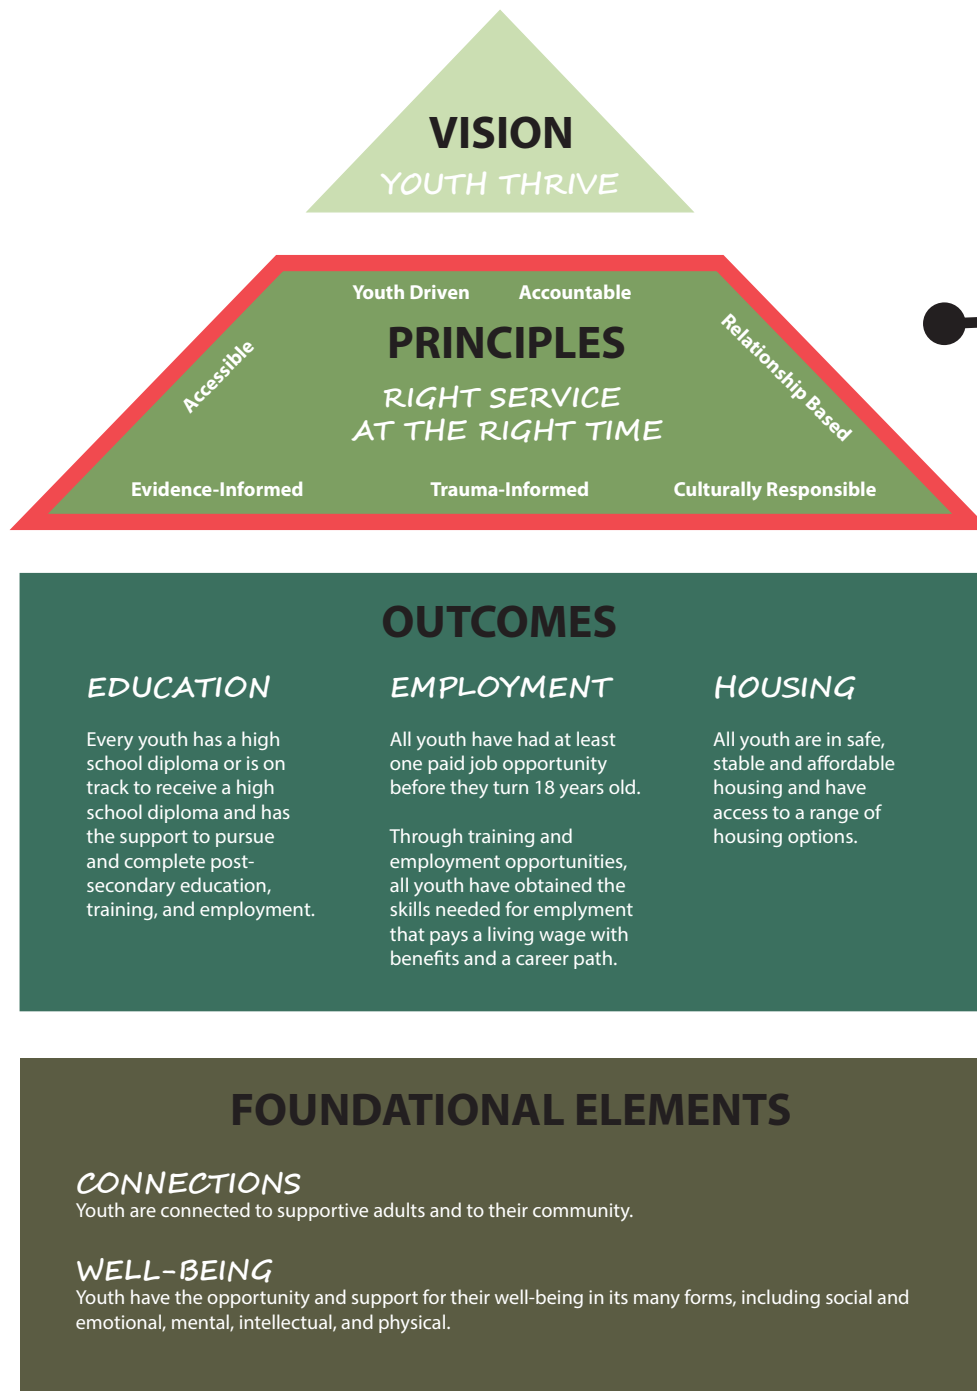 VISION
YOUTH THRIVE
Youth Driven
Accountable
Accessible
Relationship Based
PRINCIPLES
RIGHT SERVICE
AT THE RIGHT TIME
Evidence-Informed
Trauma-Informed
Culturally Responsible
OUTCOMES
EDUCATION
Every youth has a high
school diploma or is on
track to receive a high
school diploma and has
the support to pursue
and complete post-
secondary education,
training, and employment.
EMPLOYMENT
All youth have had at least
one paid job opportunity
before they turn 18 years old.
Through training and
employment opportunities,
all youth have obtained the
skills needed for emplyment
that pays a living wage with
benefits and a career path.
HOUSING
All youth are in safe,
stable and affordable
housing and have
access to a range of
housing options.
FOUNDATIONAL ELEMENTS
CONNECTIONS
Youth are connected to supportive adults and to their community.
WELL-BEING
Youth have the opportunity and support for their well-being in its many forms, including social and
emotional, mental, intellectual, and physical.